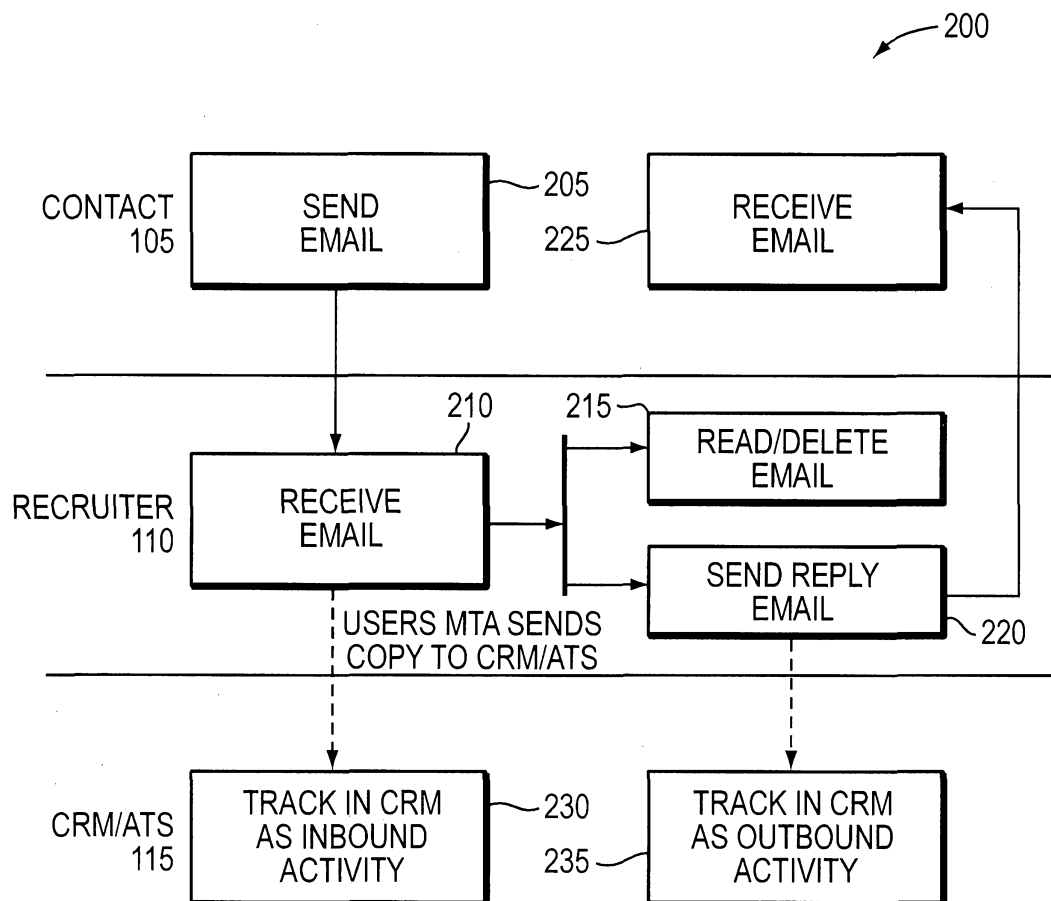 200
CONTACT
105
SEND
EMAIL
205
225
RECEIVE
EMAIL
RECRUITER
110
RECEIVE
EMAIL
210
215
READ/DELETE
EMAIL
SEND REPLY
EMAIL
220
USERS MTA SENDS
COPY TO CRM/ATS
CRM/ATS
115
TRACK IN CRM
AS INBOUND
ACTIVITY
230
235
TRACK IN CRM
AS OUTBOUND
ACTIVITY